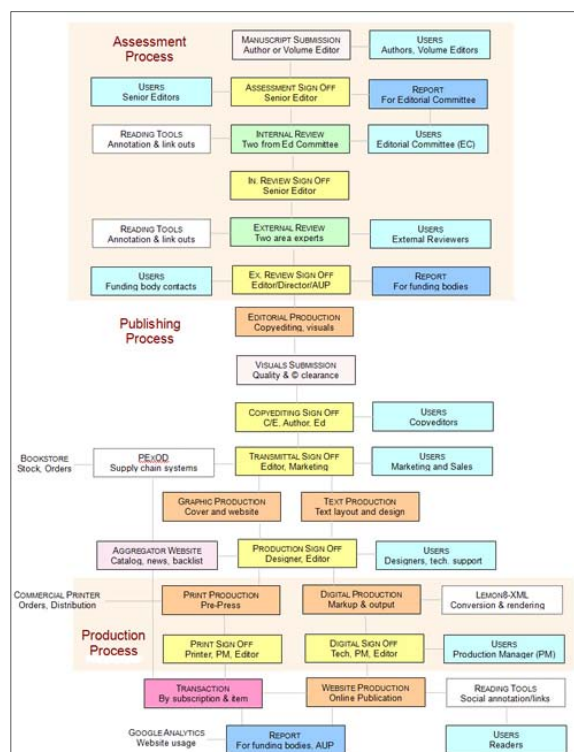 Assessment
Process
MANUSCRIPT SUBMISSION
Author or Volume Editor
USERS
Authors, Volume Editors
USERS
Senior Editors
ASSESSMENT SIGN OFF
Senior Editor
REPORT
For Editorial Committee
READING TOOLS
Annotation & link outs
INTERNAL REVIEW
Two from Ed Committee
USERS
Editorial Committee (EC)
IN. REVIEW SIGN OFF
Senior Editor
READING TOOLS
Annotation & link outs
EXTERNAL REVIEW
Two area experts
USERS
External Reviewers
USERS
Funding body contacts
EX. REVIEW SIGN OFF
Editor/Director/AUP
REPORT
For funding bodies
Publishing
Process
EDITORIAL PRODUCTION
Copyediting, visuals
VISUALS SUBMISSION
Quality & © clearance
COPYEDITING SIGN OFF
C/E, Author, Ed
USERS
Copyeditors
BOOKSTORE
Stock, Orders
PEXOD
Supply chain systems
TRANSMITTAL SIGN OFF
Editor, Marketing
USERS
Marketing and Sales
GRAPHIC PRODUCTION
Cover and website
TEXT PRODUCTION
Text layout and design
AGGREGATOR WEBSITE
Catalog, news, backlist
PRODUCTION SIGN OFF
Designer, Editor
USERS
Designers, tech. support
COMMERCIAL PRINTER
Orders, Distribution
PRINT PRODUCTION
Pre-Press
DIGITAL PRODUCTION
Markup & output
LEMON8-XML
Conversion & rendering
Production
Process
PRINT SIGN OFF
Printer, PM, Editor
DIGITAL SIGN OFF
Tech, PM, Editor
USERS
Production Manager (PM)
TRANSACTION
By subscription & item
WEBSITE PRODUCTION
Online Publication
READING TOOLS
Social annotation/links
GOOGLE ANALYTICS
Website usage
REPORT
For funding bodies, AUP
USERS
Readers